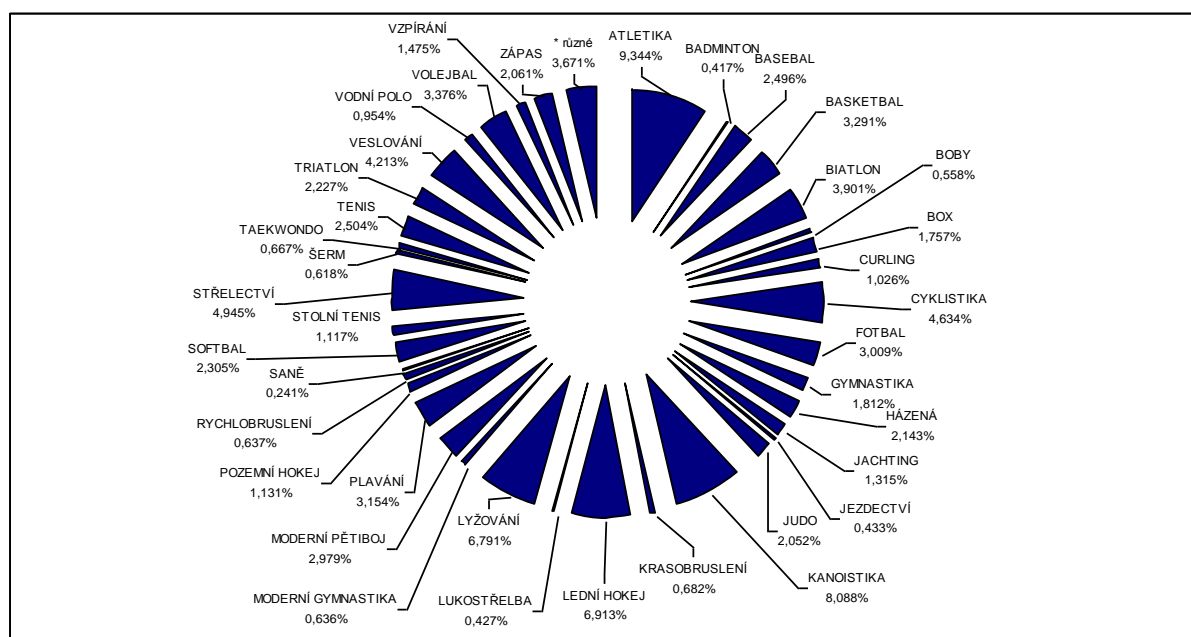 * různé
3,671%
ATLETIKA
9,344%
BADMINTON
0,417%
BASEBAL
2,496%
BASKETBAL
3,291%
BIATLON
3,901%
BOBY
0,558%
BOX
1,757%
CURLING
1,026%
CYKLISTIKA
4,634%
FOTBAL
3,009%
GYMNASTIKA
1,812%
HÁZENÁ
2,143%
JACHTING
1,315%
JEZDECTVÍ
0,433%
JUDO
2,052%
KANOISTIKA
8,088%
KRASOBRUSLENÍ
0,682%
LEDNÍ HOKEJ
6,913%
LUKOSTŘELBA
0,427%
LYŽOVÁNÍ
6,791%
MODERNÍ GYMNASTIKA
0,636%
MODERNÍ PĚTIBOJ
2,979%
PLAVÁNÍ
3,154%
POZEMNÍ HOKEJ
1,131%
RYCHLOBRUSLENÍ
0,637%
SANĚ
0,241%
SOFTBAL
2,305%
STOLNÍ TENIS
1,117%
STŘELECTVÍ
4,945%
ŠERM
0,618%
TAEKWONDO
0,667%
TENIS
2,504%
TRIATLON
2,227%
VESLOVÁNÍ
4,213%
VODNÍ POLO
0,954%
VOLEJBAL
3,376%
VZPÍRÁNÍ
1,475%
ZÁPAS
2,061%